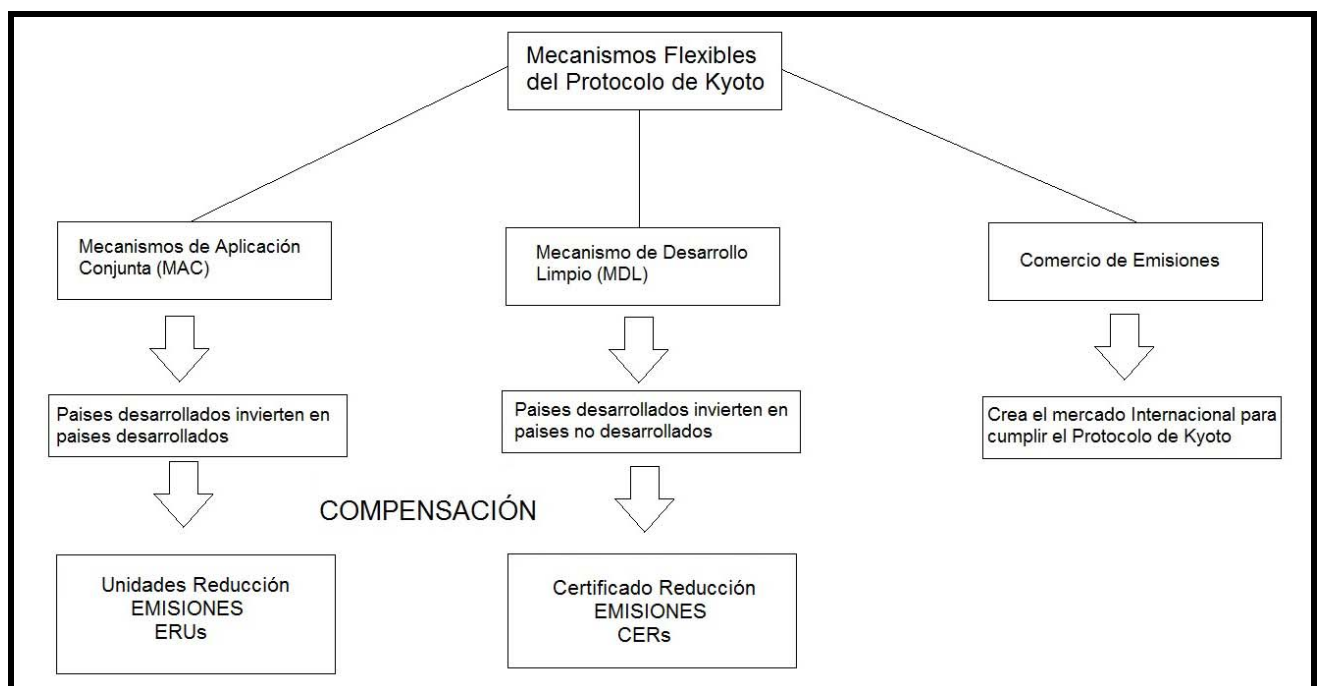 Mecanismos Flexibles
del Protocolo de Kyoto
Mecanismos de Aplicación
Conjunta (MAC)
Mecanismo de Desarrollo
Limpio (MDL)
Comercio de Emisiones
Paises desarrollados invierten en
paises desarrollados
Paises desarrollados invierten en
paises no desarrollados
Crea el mercado Internacional para
cumplir el Protocolo de Kyoto
COMPENSACIÓN
Unidades Reducción
EMISIONES
ERUs
Certificado Reducción
EMISIONES
CERs